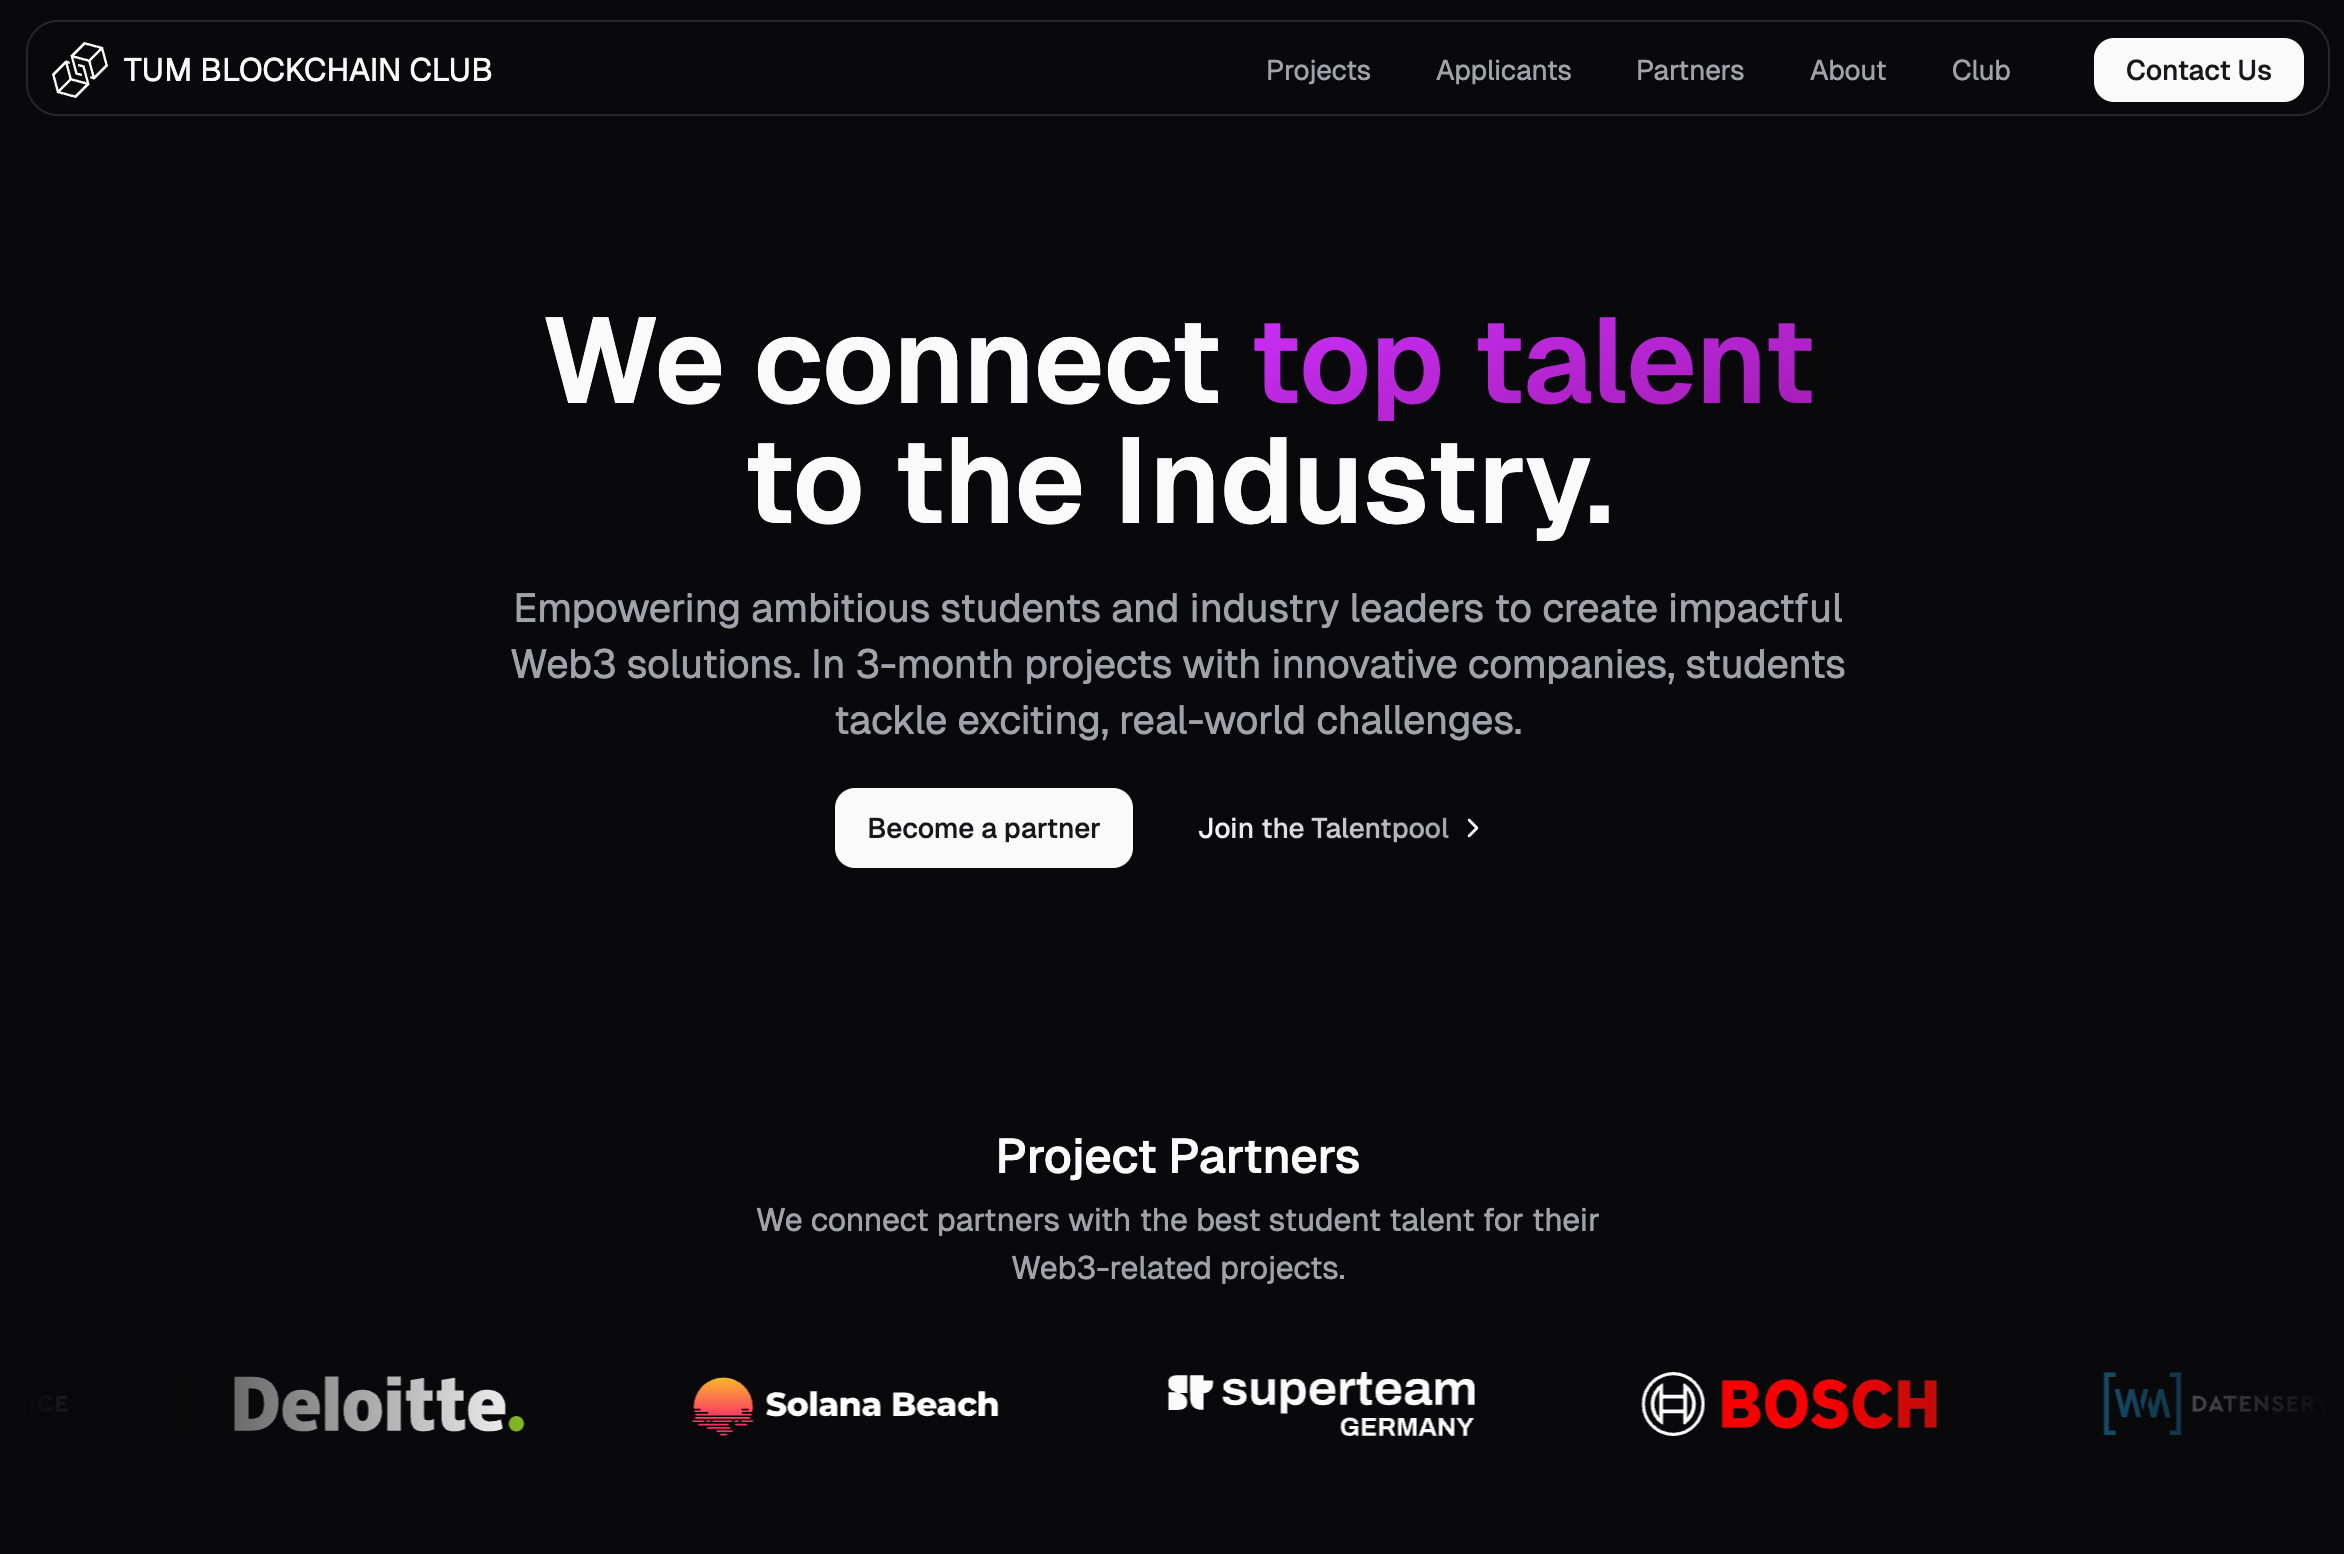 TUM BLOCKCHAIN CLUB
Projects
Applicants
Partners
About
Club
Contact Us
We connect top talent
to the Industry.
Empowering ambitious students and industry leaders to create impactful
Web3 solutions. In 3-month projects with innovative companies, students
tackle exciting, real-world challenges.
Become a partner
Join the Talentpool
Project Partners
We connect partners with the best student talent for their
Web3-related projects.
Deloitte.
Solana Beach
superteam
GERMANY
BOSCH
WM